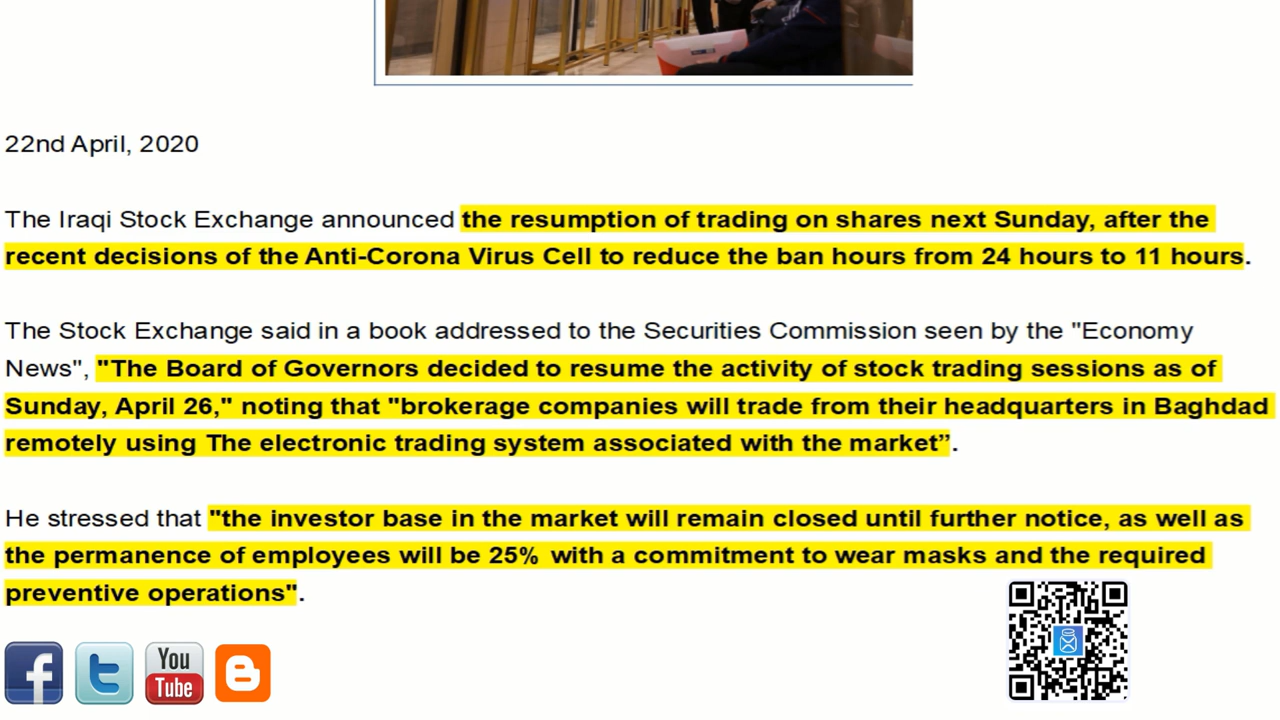 22nd April, 2020
The Iraqi Stock Exchange announced the resumption of trading on shares next Sunday, after the
recent decisions of the Anti-Corona Virus Cell to reduce the ban hours from 24 hours to 11 hours.
The Stock Exchange said in a book addressed to the Securities Commission seen by the "Economy
News", "The Board of Governors decided to resume the activity of stock trading sessions as of
Sunday, April 26," noting that "brokerage companies will trade from their headquarters in Baghdad
remotely using The electronic trading system associated with the market”.
He stressed that "the investor base in the market will remain closed until further notice, as well as
the permanence of employees will be 25% with a commitment to wear masks and the required
preventive operations".
You
Tube